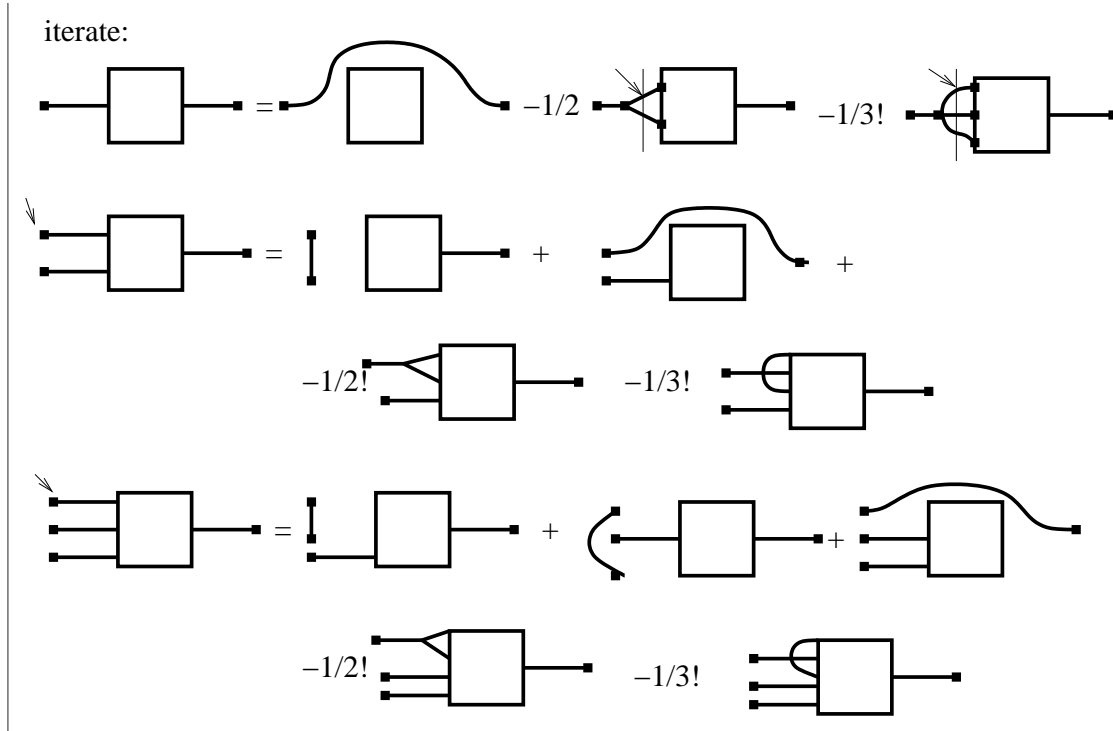 iterate:
= −1/2 −1/3!
= + +
−1/2! −1/3!
= + +
−1/2! −1/3!